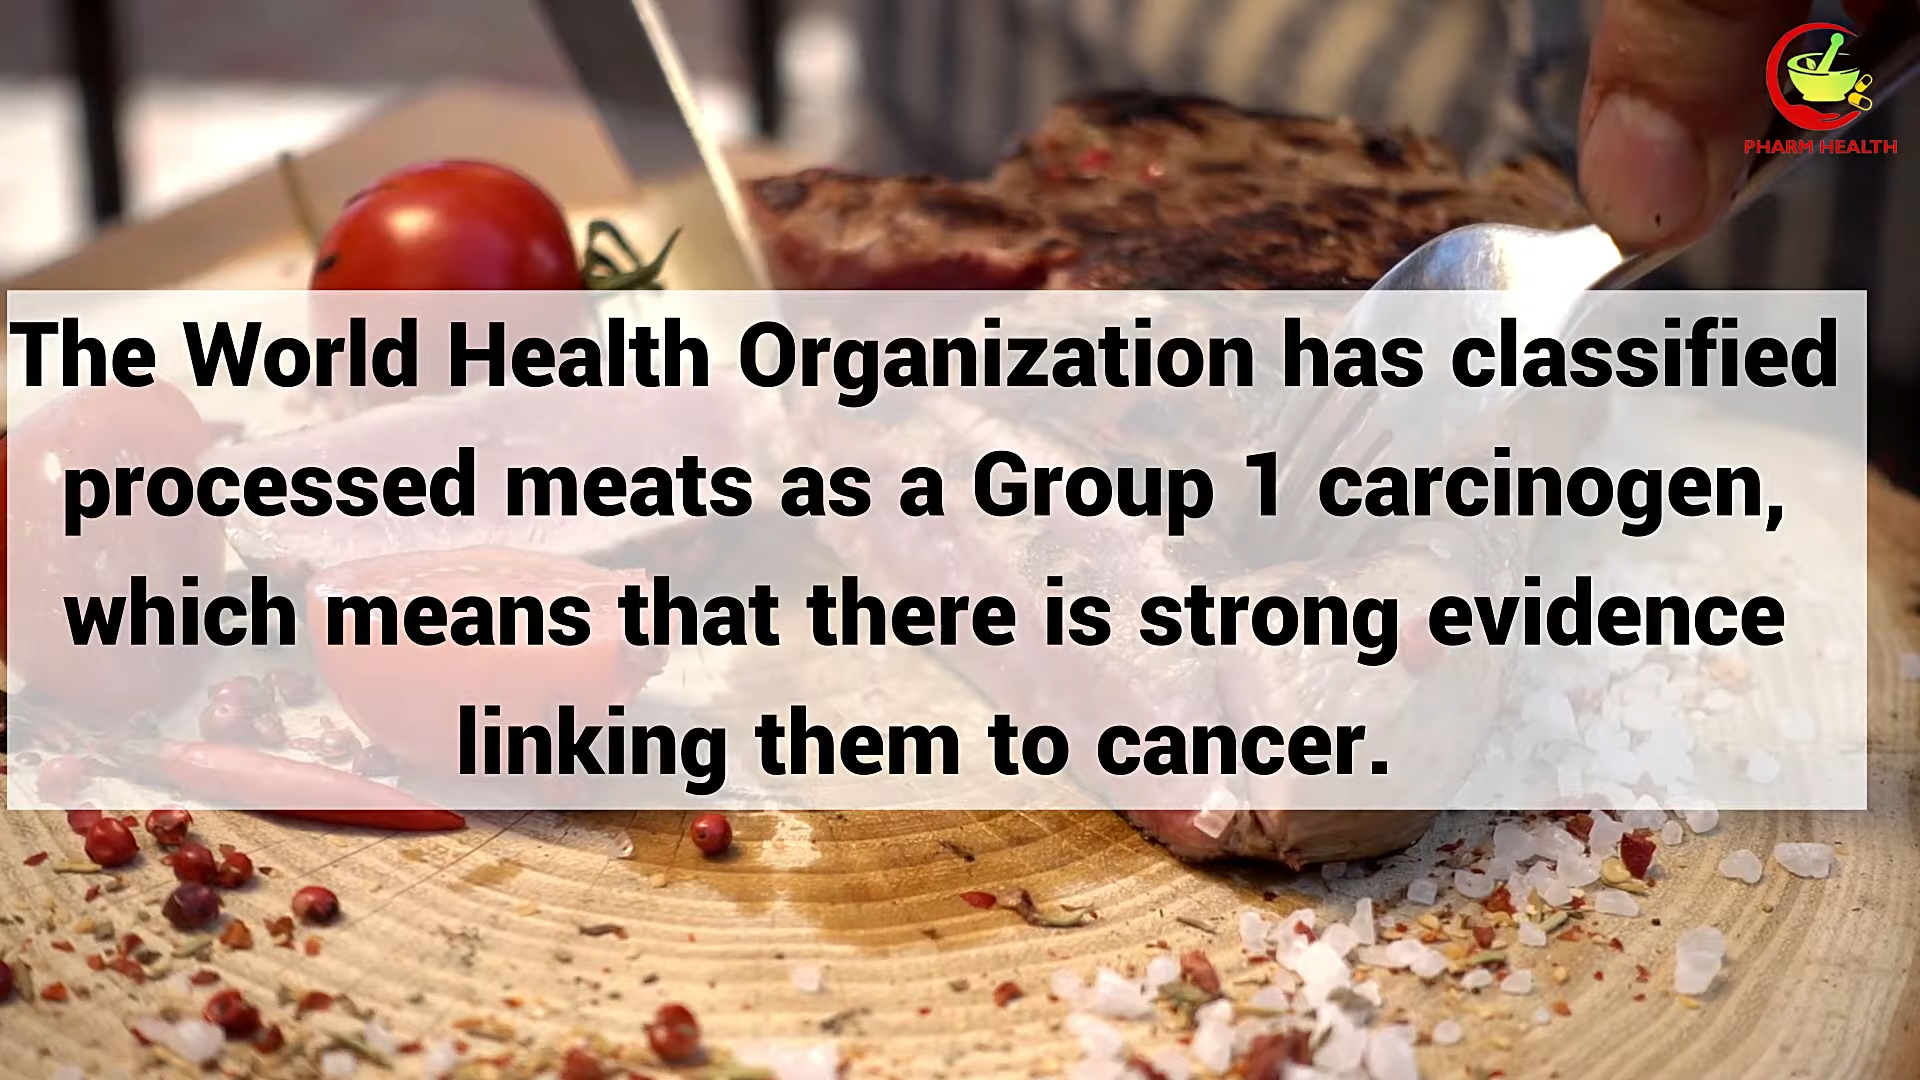 PHARM HEALTH
The World Health Organization has classified
processed meats as a Group 1 carcinogen,
which means that there is strong evidence
linking them to cancer.